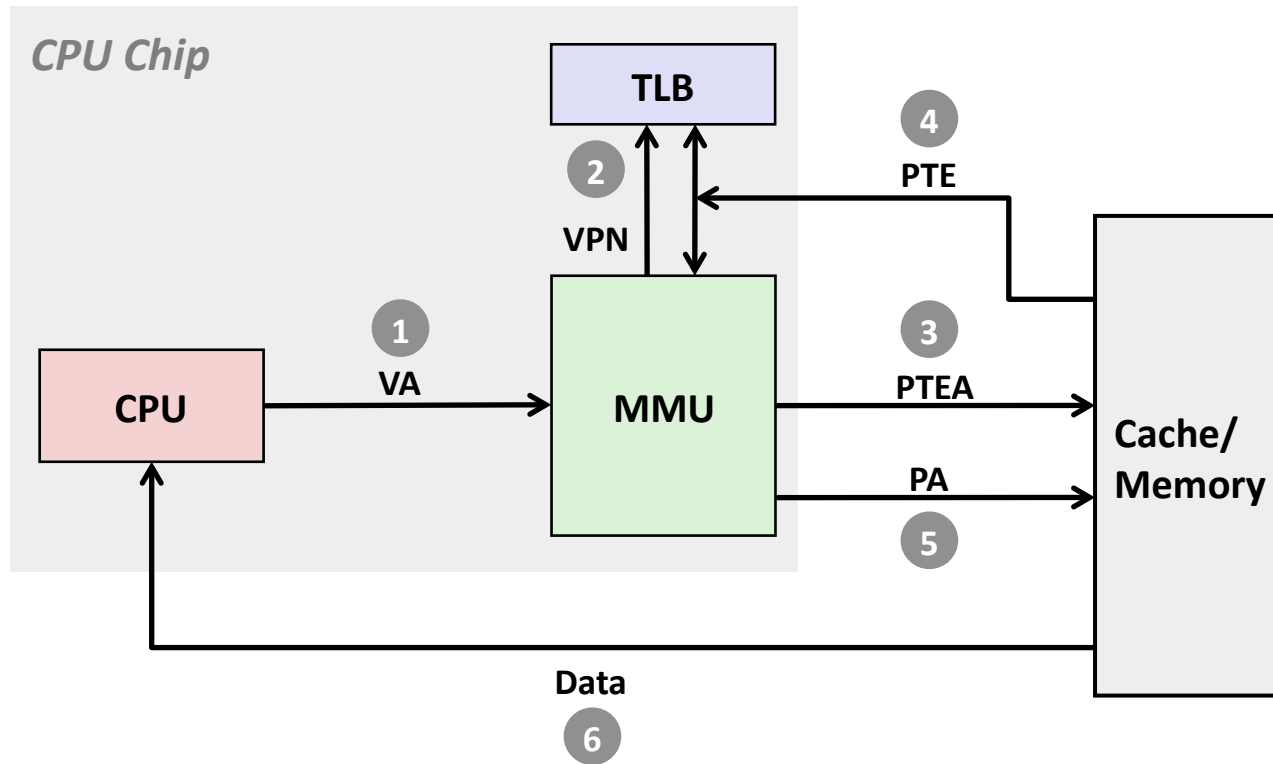 CPU Chip
TLB
4
PTE
2
VPN
1
VA
3
PTEA
CPU
MMU
Cache/
Memory
PA
5
Data
6